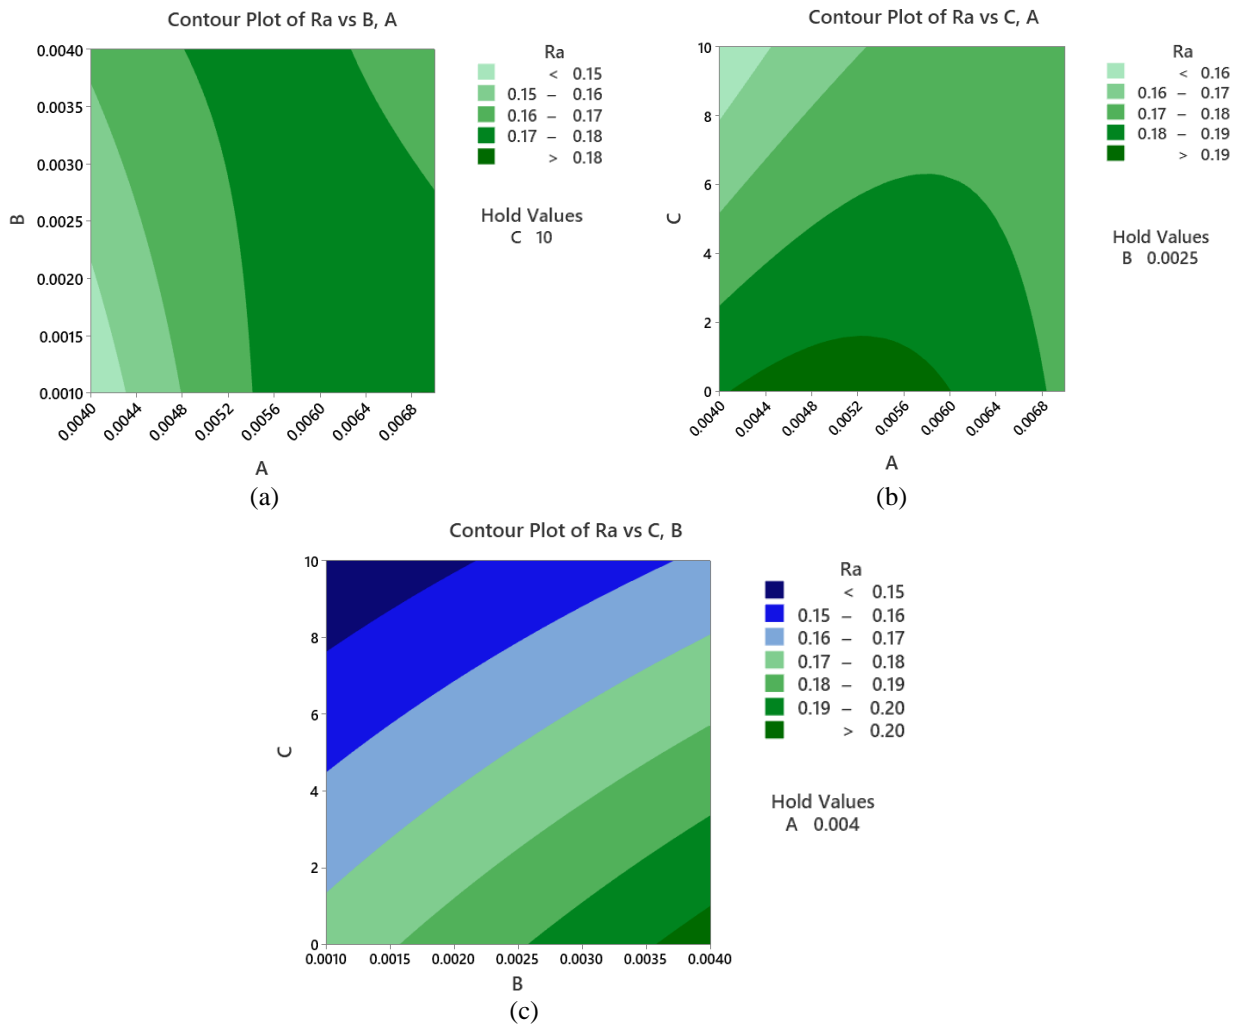 Contour Plot of Ra vs B, A
B
0.0040
0.0035
0.0030
0.0025
0.0020
0.0015
0.0010
0.0040
0.0044
0.0048
0.0052
0.0056
0.0060
0.0064
0.0068
A
Ra
< 0.15
0.15 – 0.16
0.16 – 0.17
0.17 – 0.18
> 0.18
Hold Values
C 10
(a)
Contour Plot of Ra vs C, A
C
10
8
6
4
2
0
0.0040
0.0044
0.0048
0.0052
0.0056
0.0060
0.0064
0.0068
A
Ra
< 0.16
0.16 – 0.17
0.17 – 0.18
0.18 – 0.19
> 0.19
Hold Values
B 0.0025
(b)
Contour Plot of Ra vs C, B
C
10
8
6
4
2
0
0.0010 0.0015 0.0020 0.0025 0.0030 0.0035 0.0040
B
Ra
< 0.15
0.15 – 0.16
0.16 – 0.17
0.17 – 0.18
0.18 – 0.19
0.19 – 0.20
> 0.20
Hold Values
A 0.004
(c)